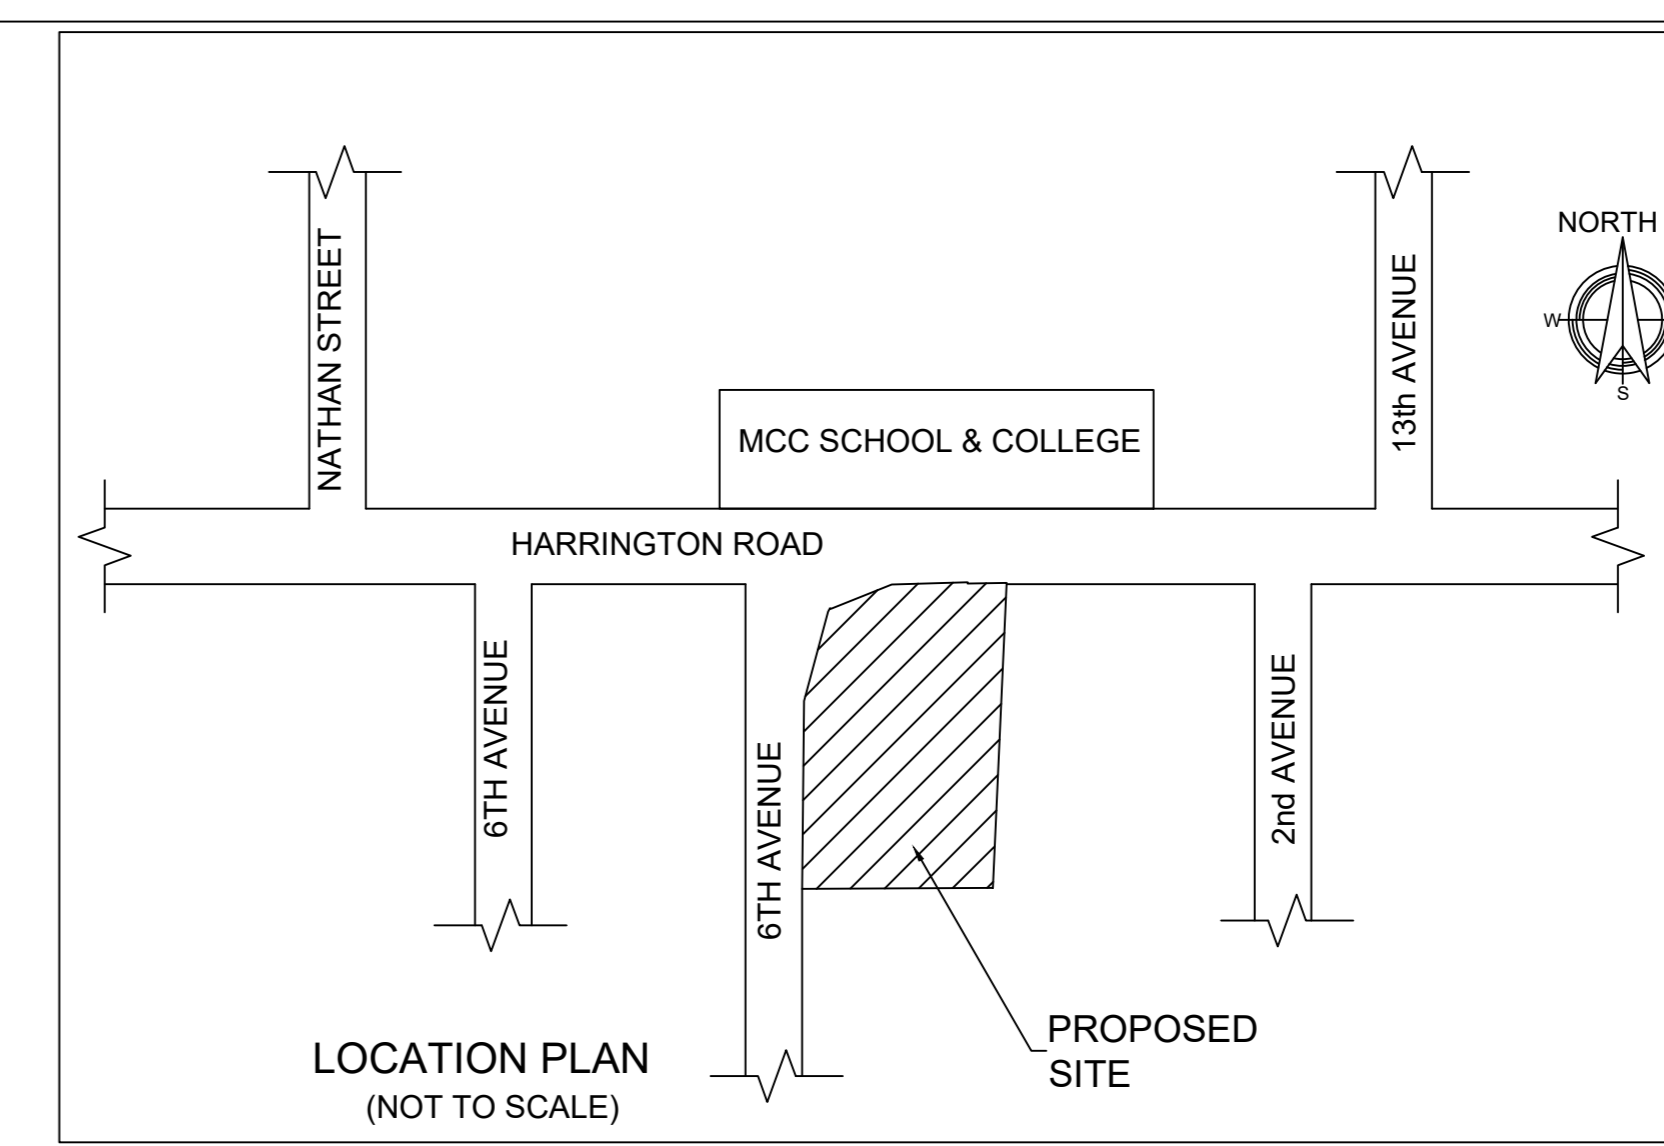 NORTH
W
S
NATHAN STREET
13th AVENUE
MCC SCHOOL & COLLEGE
HARRINGTON ROAD
6TH AVENUE
6TH AVENUE
2nd AVENUE
PROPOSED
SITE
LOCATION PLAN
(NOT TO SCALE)